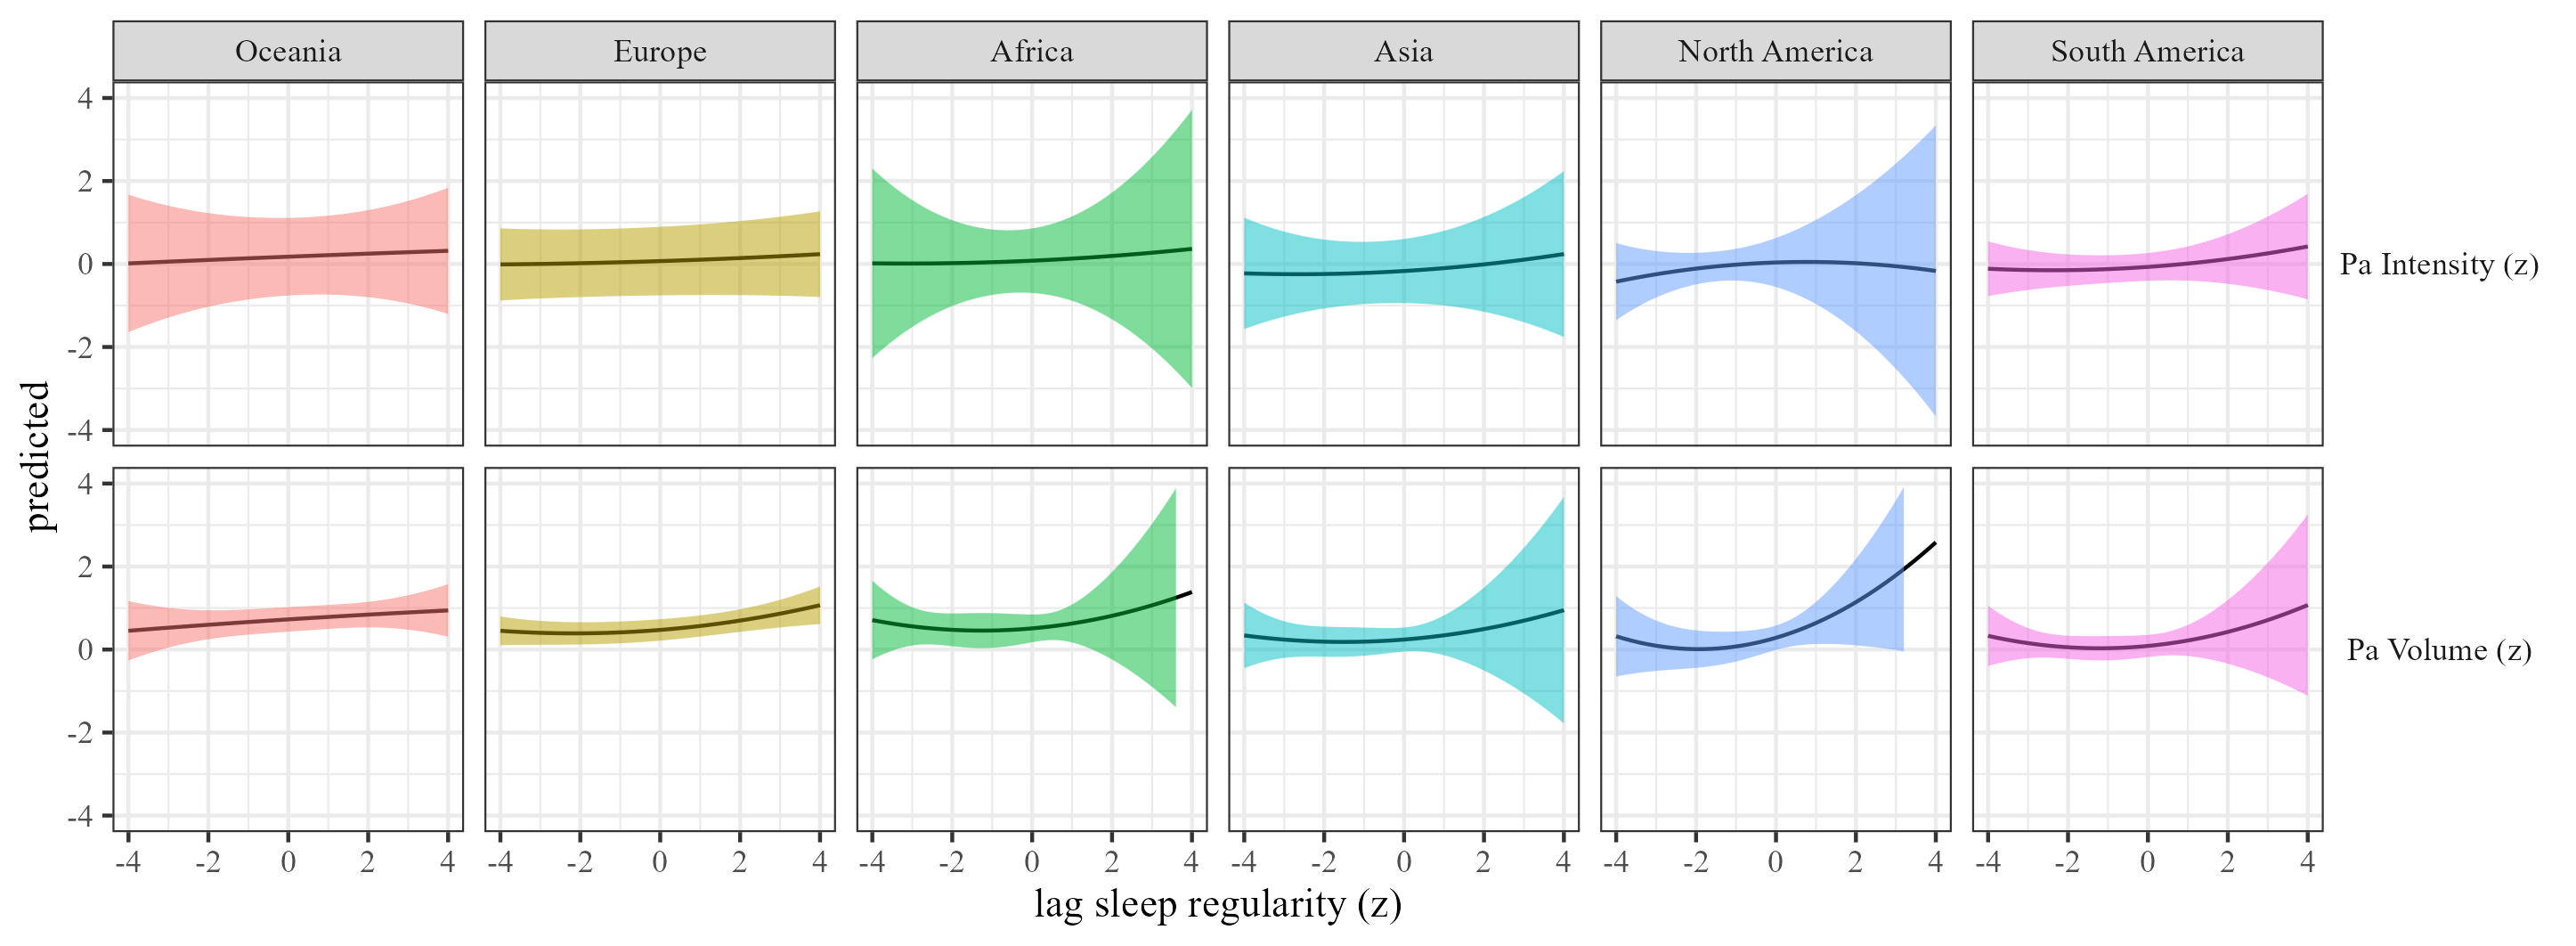 Oceania Europe Africa Asia North America South America
4
2
0
-2
-4
Pa Intensity (z)
predicted
4
2
0
-2
-4
Pa Volume (z)
-4 -2 0 2 4 -4 -2 0 2 4 -4 -2 0 2 4 -4 -2 0 2 4 -4 -2 0 2 4 -4 -2 0 2 4
lag sleep regularity (z)